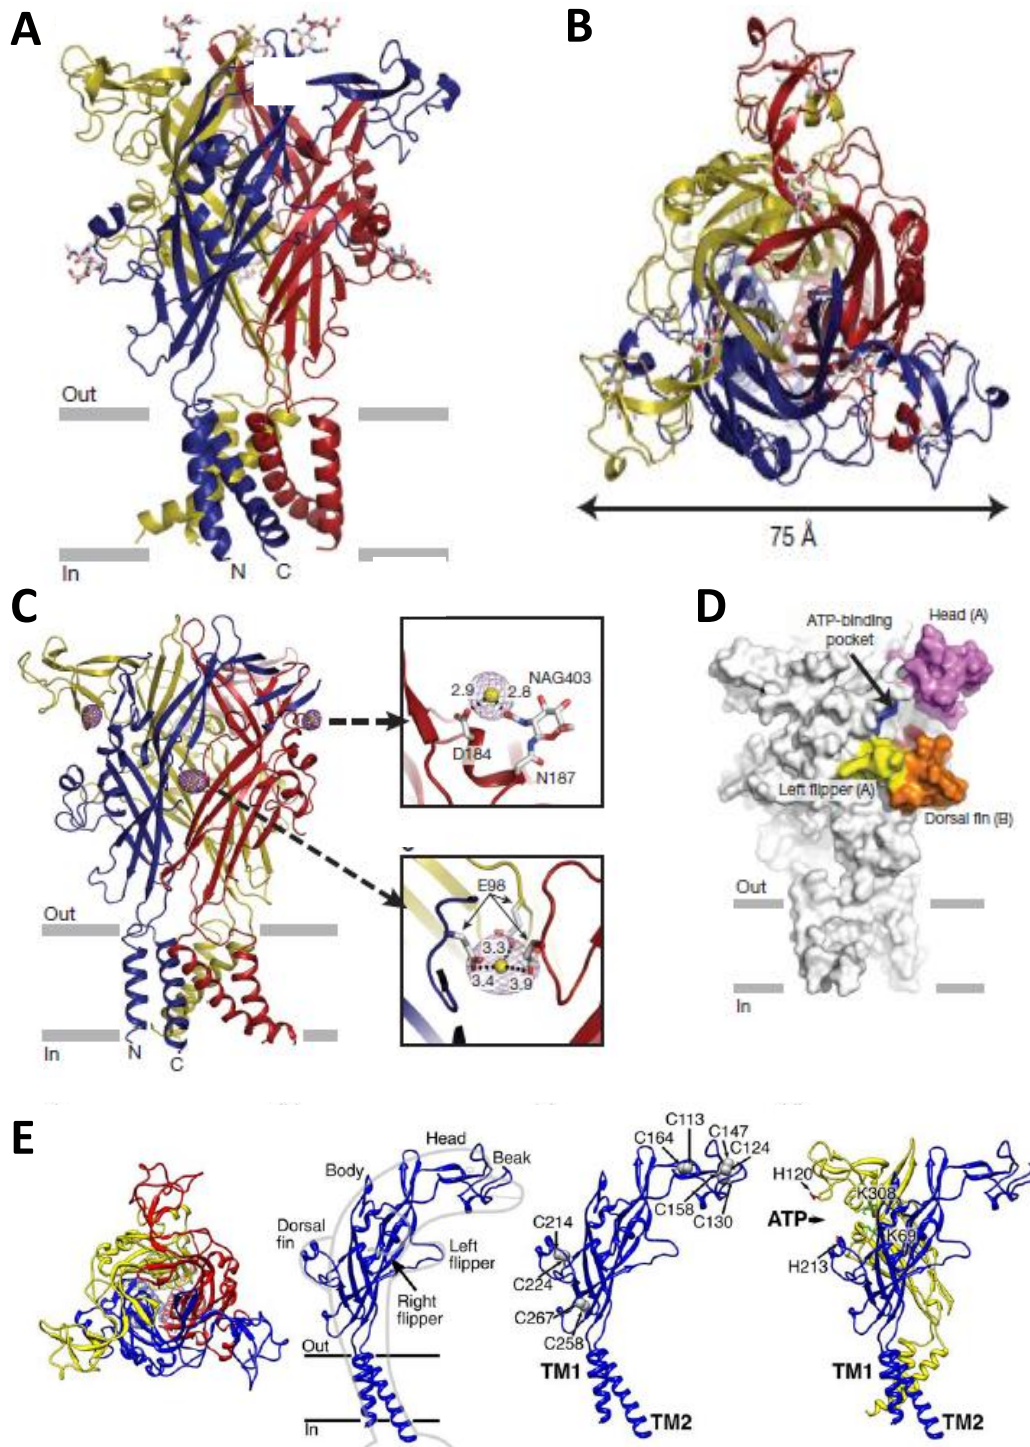 A
B
Out
In
N
C
75 Å
C
D
NAG403
2.9
2.8
D184
N187
E98
3.3
3.4
3.9
Out
In
N
C
ATP-binding
pocket
Head (A)
Left flipper (A)
Dorsal fin (B)
Out
In
E
Head
Body
Beak
Dorsal
fin
Left
flipper
Right
flipper
Out
In
C113
C164
C147
C124
C158
C130
C214
C224
C267
C258
TM1
TM2
H120
K308
ATP
K69
H213
TM1
TM2